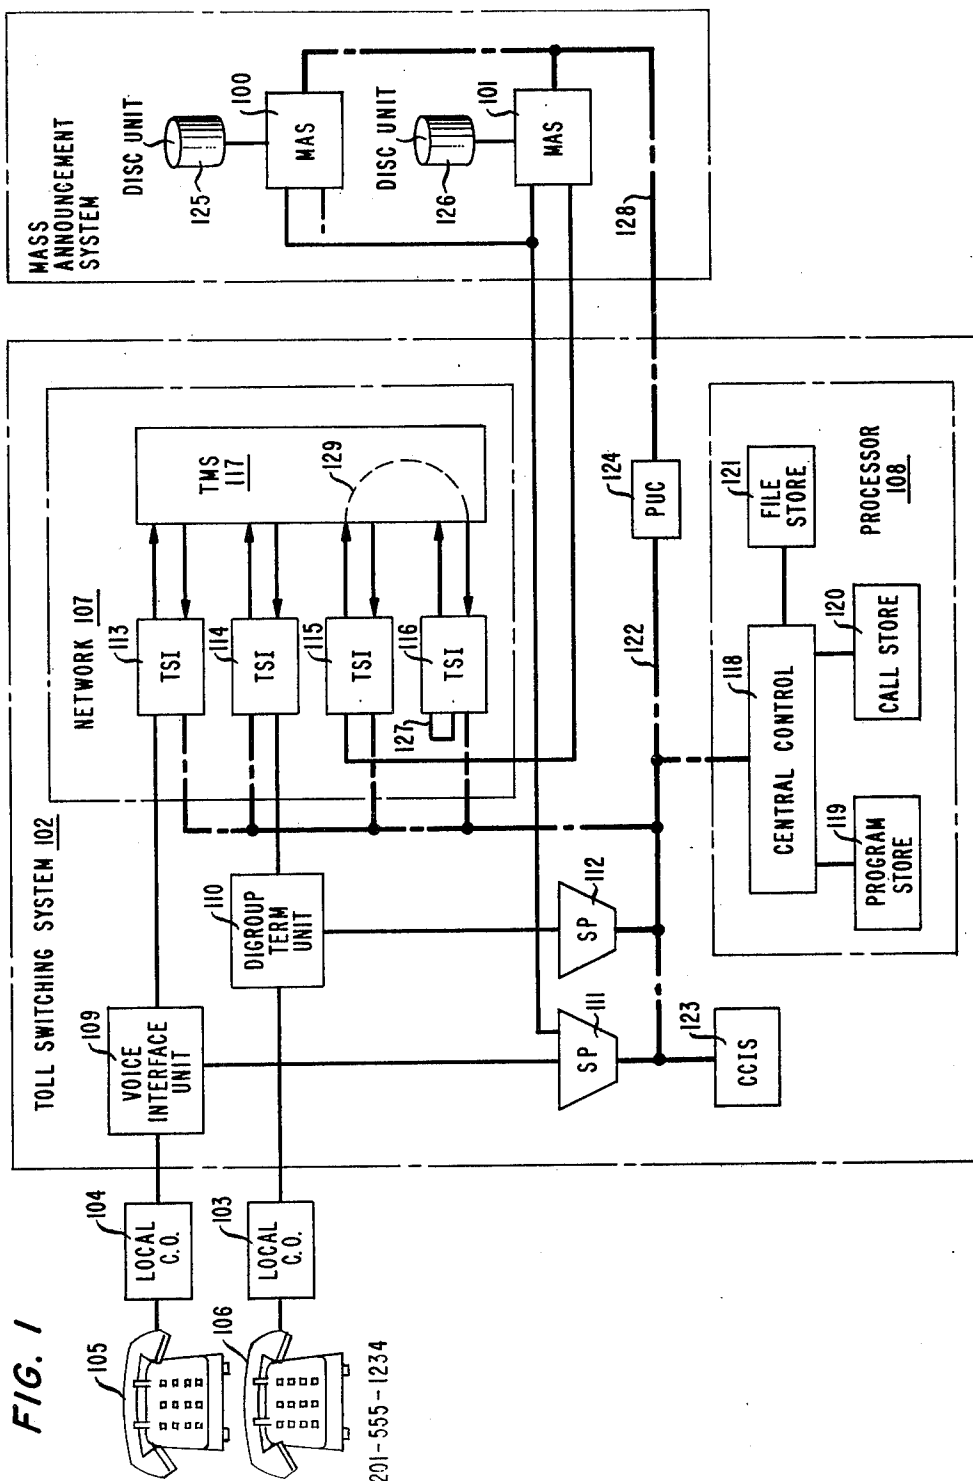 FIG. 1
105
106
201-555-1234
104
LOCAL
C.O.
103
LOCAL
C.O.
TOLL SWITCHING SYSTEM 102
109
VOICE
INTERFACE
UNIT
110
DIGROUP
TERM
UNIT
SP
111
SP
112
123
CCIS
NETWORK 107
113
TSI
114
TSI
115
TSI
116
TSI
127
TMS
117
129
122
124
PUC
128
118
CENTRAL CONTROL
119
PROGRAM
STORE
120
CALL STORE
121
FILE
STORE
PROCESSOR
108
MASS
ANNOUNCEMENT
SYSTEM
DISC UNIT
125
100
MAS
DISC UNIT
126
101
MAS